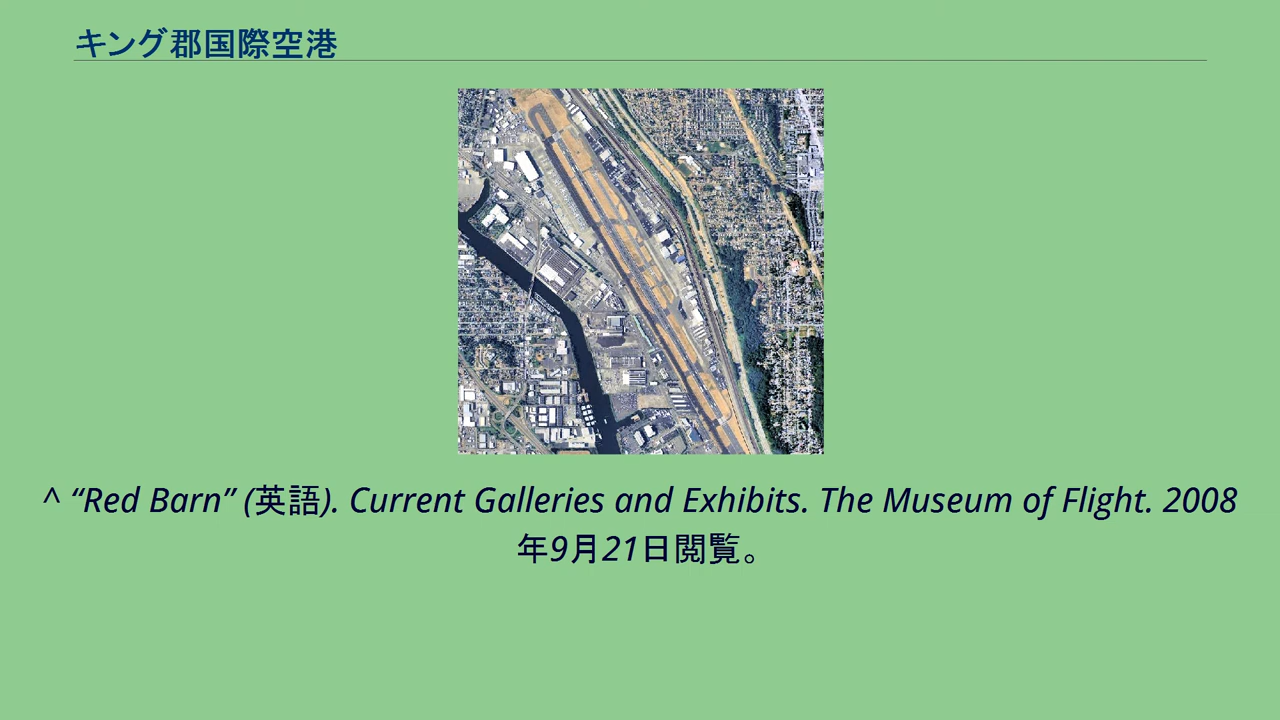 キング郡国際空港
^ “Red Barn” (英語). Current Galleries and Exhibits. The Museum of Flight. 2008
年9月21日閲覧。